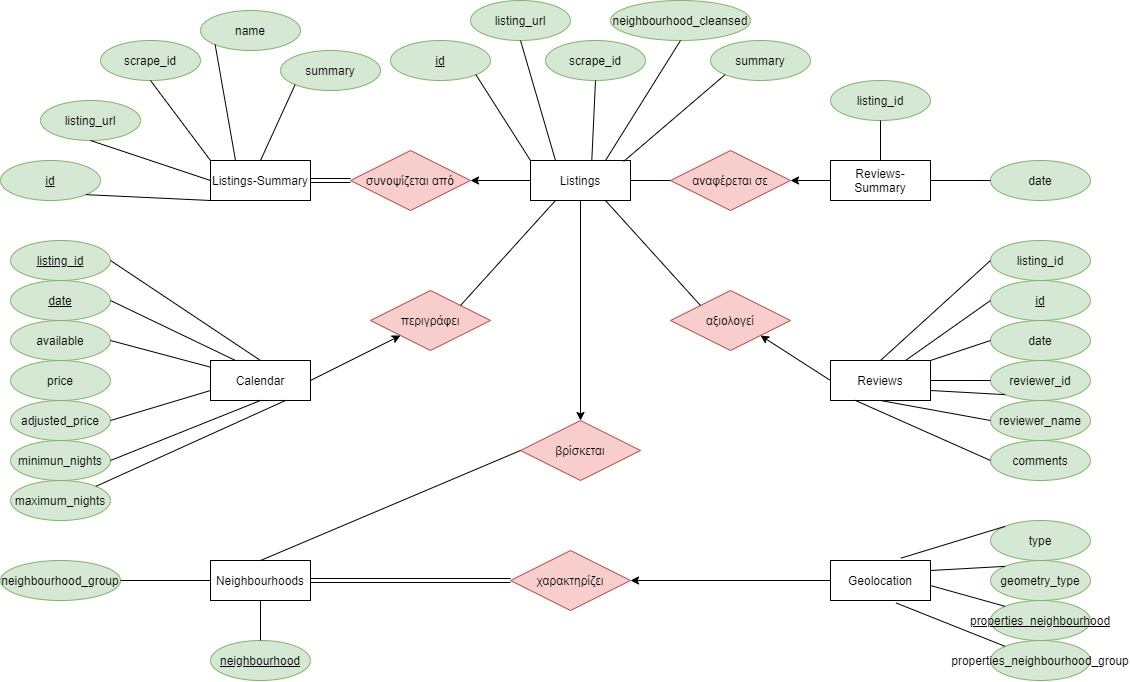 name
listing_url
neighbourhood_cleansed
scrape_id
summary
id
scrape_id
summary
listing_url
listing_id
id
Listings-Summary
συνοψίζεται από
Listings
αναφέρεται σε
Reviews-
Summary
date
listing_id
date
available
price
adjusted_price
minimun_nights
maximum_nights
Calendar
περιγράφει
αξιολογεί
Reviews
listing_id
id
date
reviewer_id
reviewer_name
comments
βρίσκεται
neighbourhood_group
Neighbourhoods
neighbourhood
χαρακτηρίζει
Geolocation
type
geometry_type
properties_neighbourhood
properties_neighbourhood_group